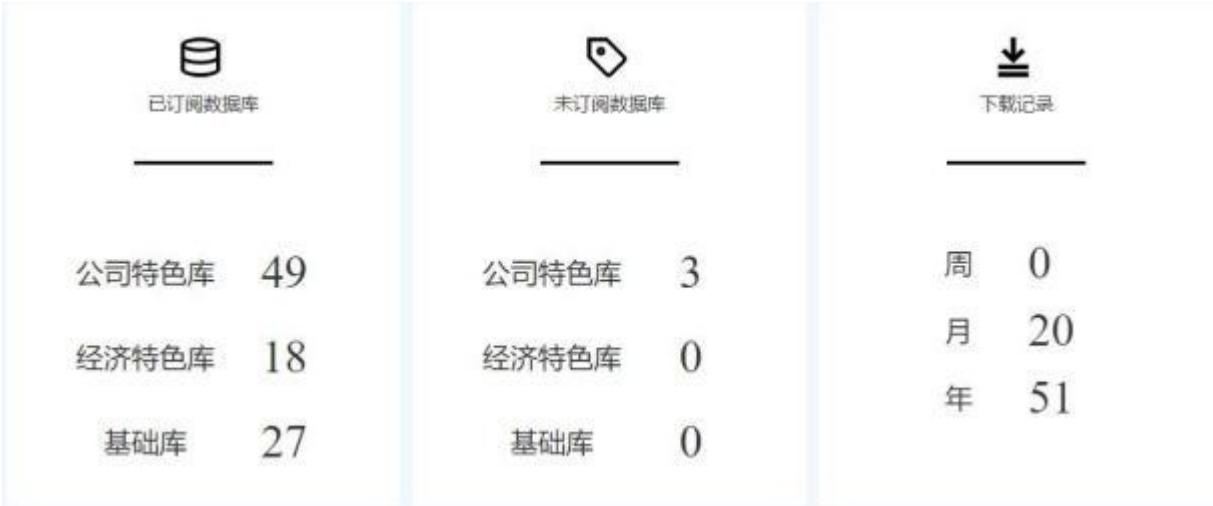 已订阅数据库
公司特色库 49
经济特色库 18
基础库 27
未订阅数据库
公司特色库 3
经济特色库 0
基础库 0
下载记录
周 0
月 20
年 51